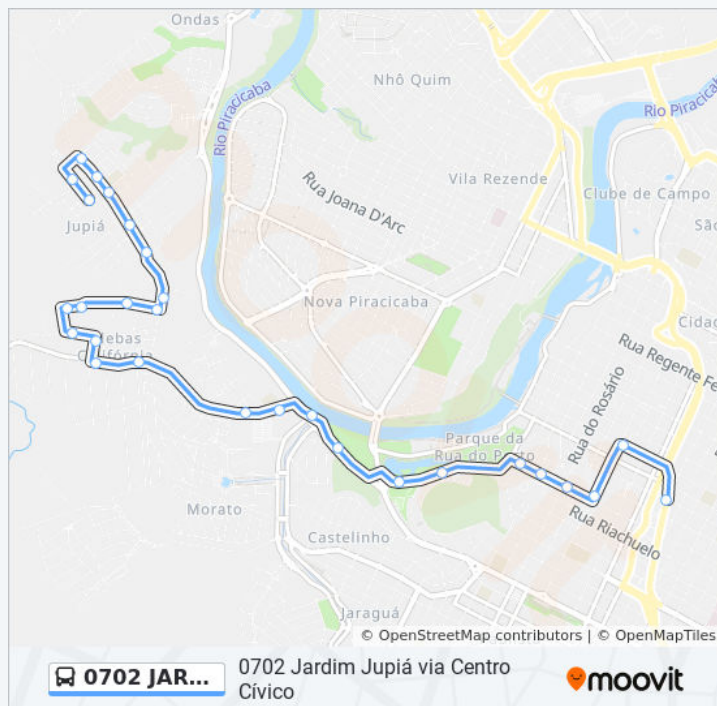 Ondas
Nhô Quim
Rio Piracicaba
Rio Piracicaba
Vila Rezende
Rua Joana D'Arc
Clube de Campo
Jupiá
Nova Piracicaba
Glebas
Califórnia
Rua Regente Fe
Rua do Rosário
Parque da
Rua do Porto
Rua Riachuelo
Morato
Castelinho
Jaraguá
© OpenStreetMap contributors | © OpenMapTiles
0702 JAR...
0702 Jardim Jupiá via Centro
Cívico
moovit